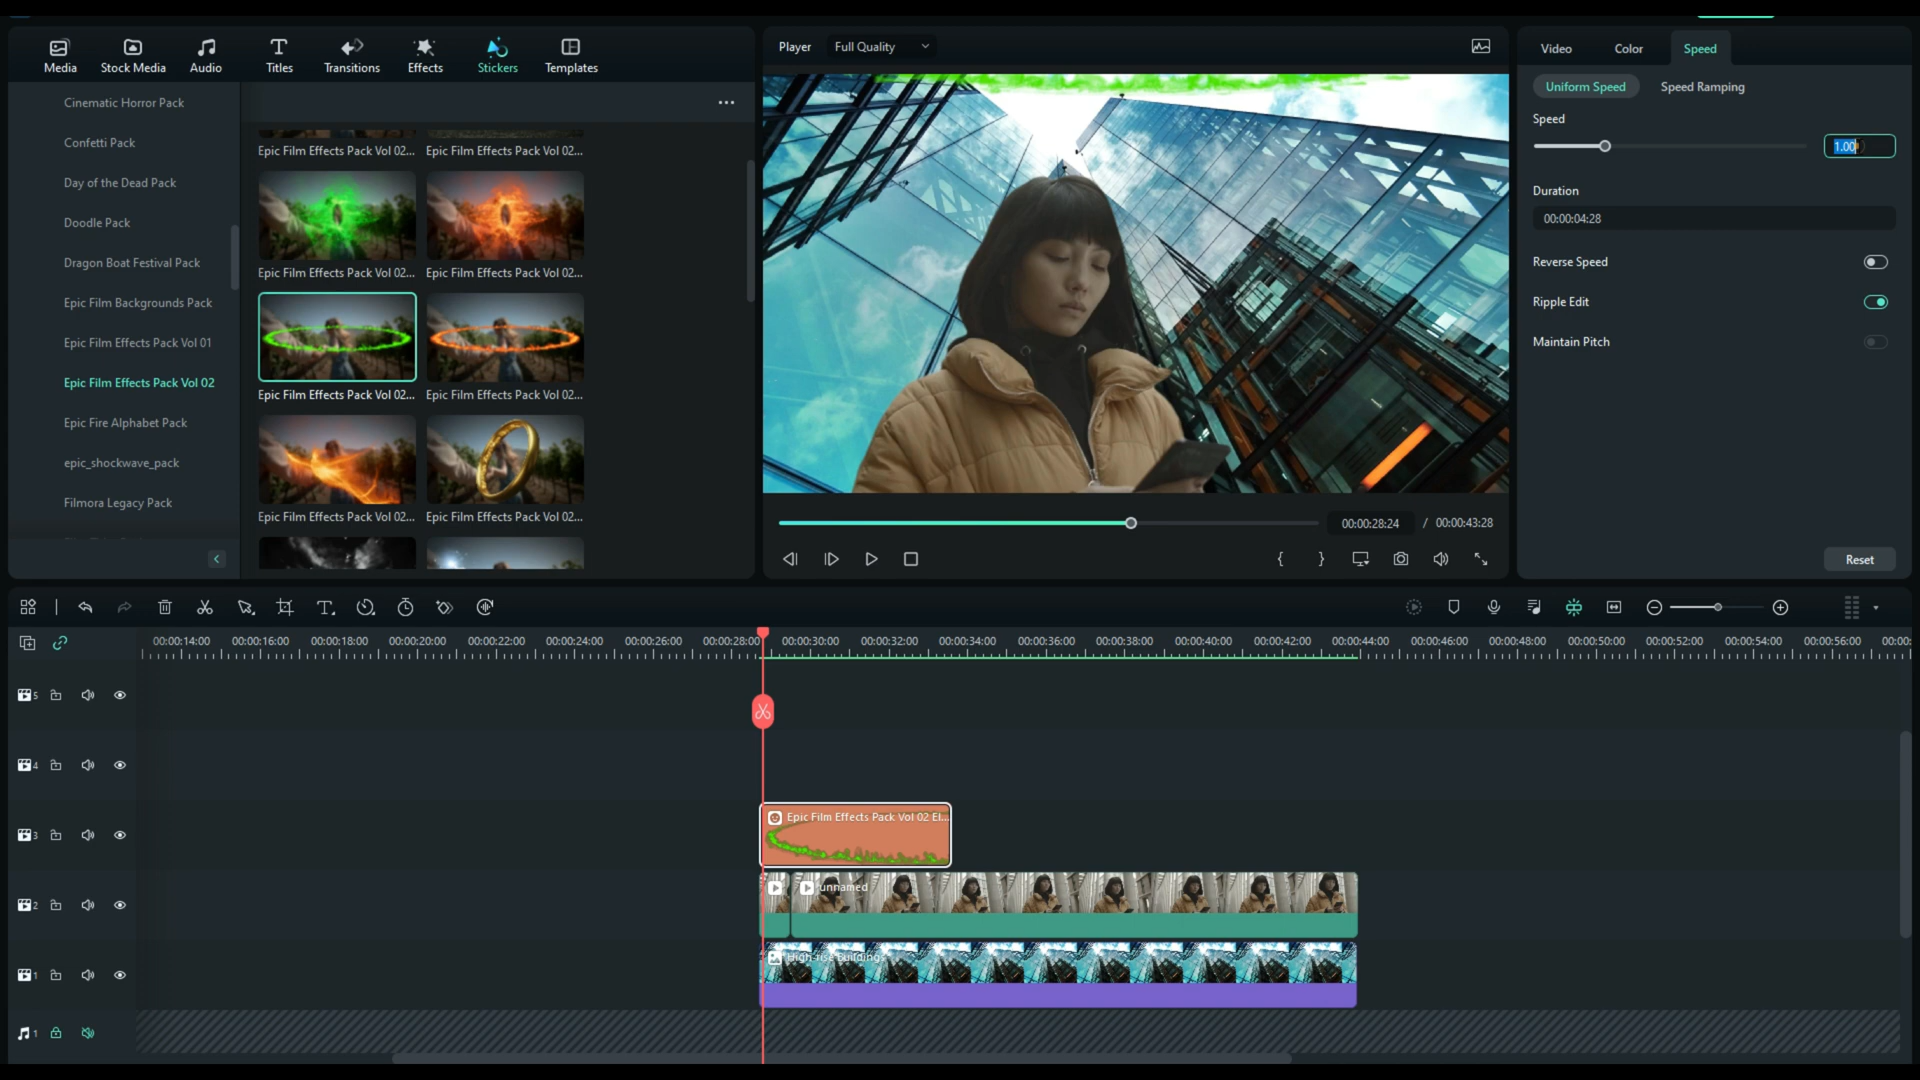 Media
Stock Media
Audio
Titles
Transitions
Effects
Stickers
Templates
Player
Full Quality
Video
Color
Speed
Cinematic Horror Pack
Confetti Pack
Day of the Dead Pack
Doodle Pack
Dragon Boat Festival Pack
Epic Film Backgrounds Pack
Epic Film Effects Pack Vol 01
Epic Film Effects Pack Vol 02
Epic Fire Alphabet Pack
epic_shockwave_pack
Filmora Legacy Pack
Epic Film Effects Pack Vol 02...
Epic Film Effects Pack Vol 02...
Epic Film Effects Pack Vol 02...
Epic Film Effects Pack Vol 02...
Epic Film Effects Pack Vol 02...
Epic Film Effects Pack Vol 02...
Epic Film Effects Pack Vol 02...
Epic Film Effects Pack Vol 02...
00:00:28:24 / 00:00:43:28
Uniform Speed
Speed Ramping
Speed
1.00
Duration
00:00:04:28
Reverse Speed
Ripple Edit
Maintain Pitch
Reset
00:00:14:00 00:00:16:00 00:00:18:00 00:00:20:00 00:00:22:00 00:00:24:00 00:00:26:00 00:00:28:00 00:00:30:00 00:00:32:00 00:00:34:00 00:00:36:00 00:00:38:00 00:00:40:00 00:00:42:00 00:00:44:00 00:00:46:00 00:00:48:00 00:00:50:00 00:00:52:00 00:00:54:00 00:00:56:00 00:00:
5
4
3
Epic Film Effects Pack Vol 02 El...
2
unnamed
1
High-rise Buildings
1